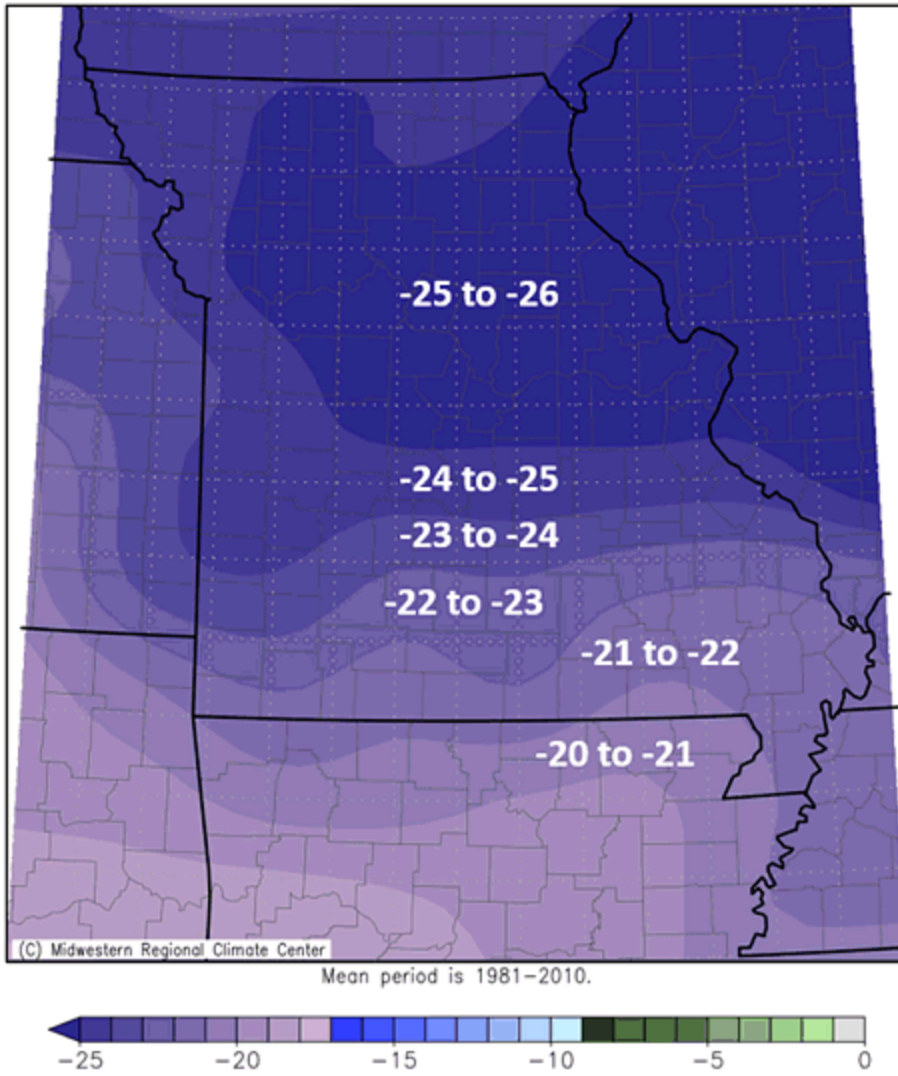 -25 to -26
-24 to -25
-23 to -24
-22 to -23
-21 to -22
-20 to -21
(C) Midwestern Regional Climate Center
Mean period is 1981–2010.
−25 −20 −15 −10 −5 0